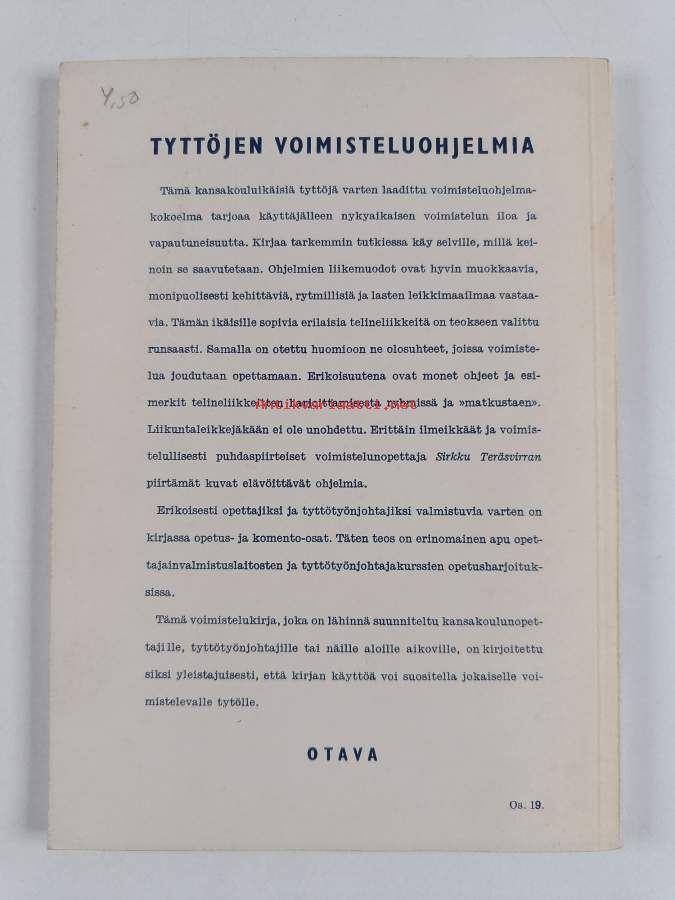 4,50
TYTTÖJEN VOIMISTELUOHJELMIA
Tämä kansakouluikäisiä tyttöjä varten laadittu voimisteluohjelma-
kokoelma tarjoaa käyttäjälleen nykyaikaisen voimistelun iloa ja
vapautuneisuutta. Kirjaa tarkemmin tutkiessa käy selville, millä kei-
noin se saavutetaan. Ohjelmien liikemuodot ovat hyvin muokkaavia,
monipuolisesti kehittäviä, rytmillisiä ja lasten leikkimaailmaa vastaa-
via. Tämän ikäisille sopivia erilaisia telineliikkeitä on teokseen valittu
runsaasti. Samalla on otettu huomioon ne olosuhteet, joissa voimiste-
lua joudutaan opettamaan. Erikoisuutena ovat monet ohjeet ja esi-
merkit telineliikkeiden harjoittamisesta ryhmissä ja »matkustaen».
Antikvariaatti.net
Liikuntaleikkejäkään ei ole unohdettu. Erittäin ilmeikkäät ja voimis-
telullisesti puhdaspiirteiset voimistelunopettaja Sirkku Teräsvirran
piirtämät kuvat elävöittävät ohjelmia.
Erikoisesti opettajiksi ja tyttötyönjohtajiksi valmistuvia varten on
kirjassa opetus- ja komento-osat. Täten teos on erinomainen apu opet-
tajainvalmistuslaitosten ja tyttötyönjohtajakurssien opetusharjoituk-
sissa.
Tämä voimistelukirja, joka on lähinnä suunniteltu kansakoulunopet-
tajille, tyttötyönjohtajille tai näille aloille aikoville, on kirjoitettu
siksi yleistajuisesti, että kirjan käyttöä voi suositella jokaiselle voi-
mistelevalle tytölle.
OTAVA
Os. 19.